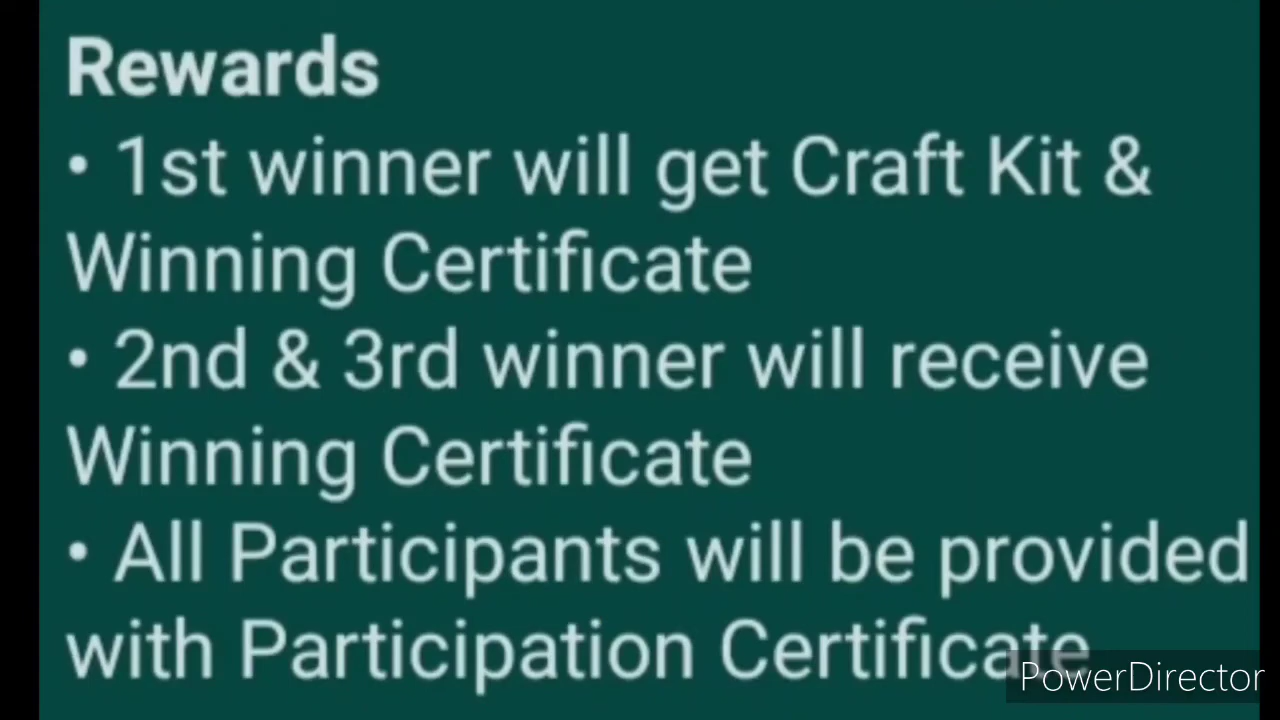 Rewards
• 1st winner will get Craft Kit &
Winning Certificate
• 2nd & 3rd winner will receive
Winning Certificate
• All Participants will be provided
with Participation Certificate
PowerDirector